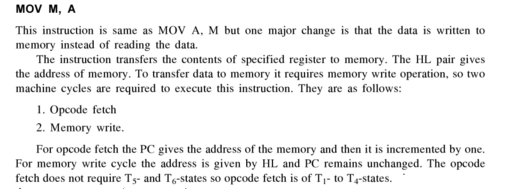 MOV M, A
This instruction is same as MOV A, M but one major change is that the data is written to
memory instead of reading the data.
The instruction transfers the contents of specified register to memory. The HL pair gives
the address of memory. To transfer data to memory it requires memory write operation, so two
machine cycles are required to execute this instruction. They are as follows:
1. Opcode fetch
2. Memory write.
For opcode fetch the PC gives the address of the memory and then it is incremented by one.
For memory write cycle the address is given by HL and PC remains unchanged. The opcode
fetch does not require T₅- and T₆-states so opcode fetch is of T₁- to T₄-states.